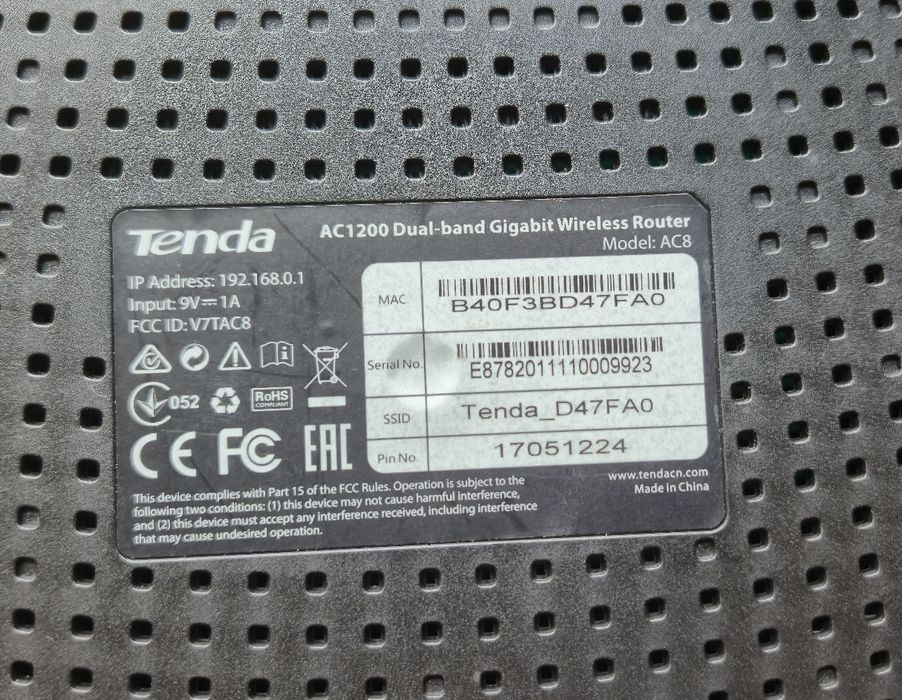 Tenda
AC1200 Dual-band Gigabit Wireless Router
Model: AC8
IP Address: 192.168.0.1
Input: 9V⎓1A
FCC ID: V7TAC8
MAC
B40F3BD47FA0
Serial No.
E8782011110009923
SSID
Tenda_D47FA0
Pin No.
17051224
052
RoHS
COMPLIANT
CE FC EAC
This device complies with Part 15 of the FCC Rules. Operation is subject to the
following two conditions: (1) this device may not cause harmful interference,
and (2) this device must accept any interference received, including interference
that may cause undesired operation.
www.tendacn.com
Made in China